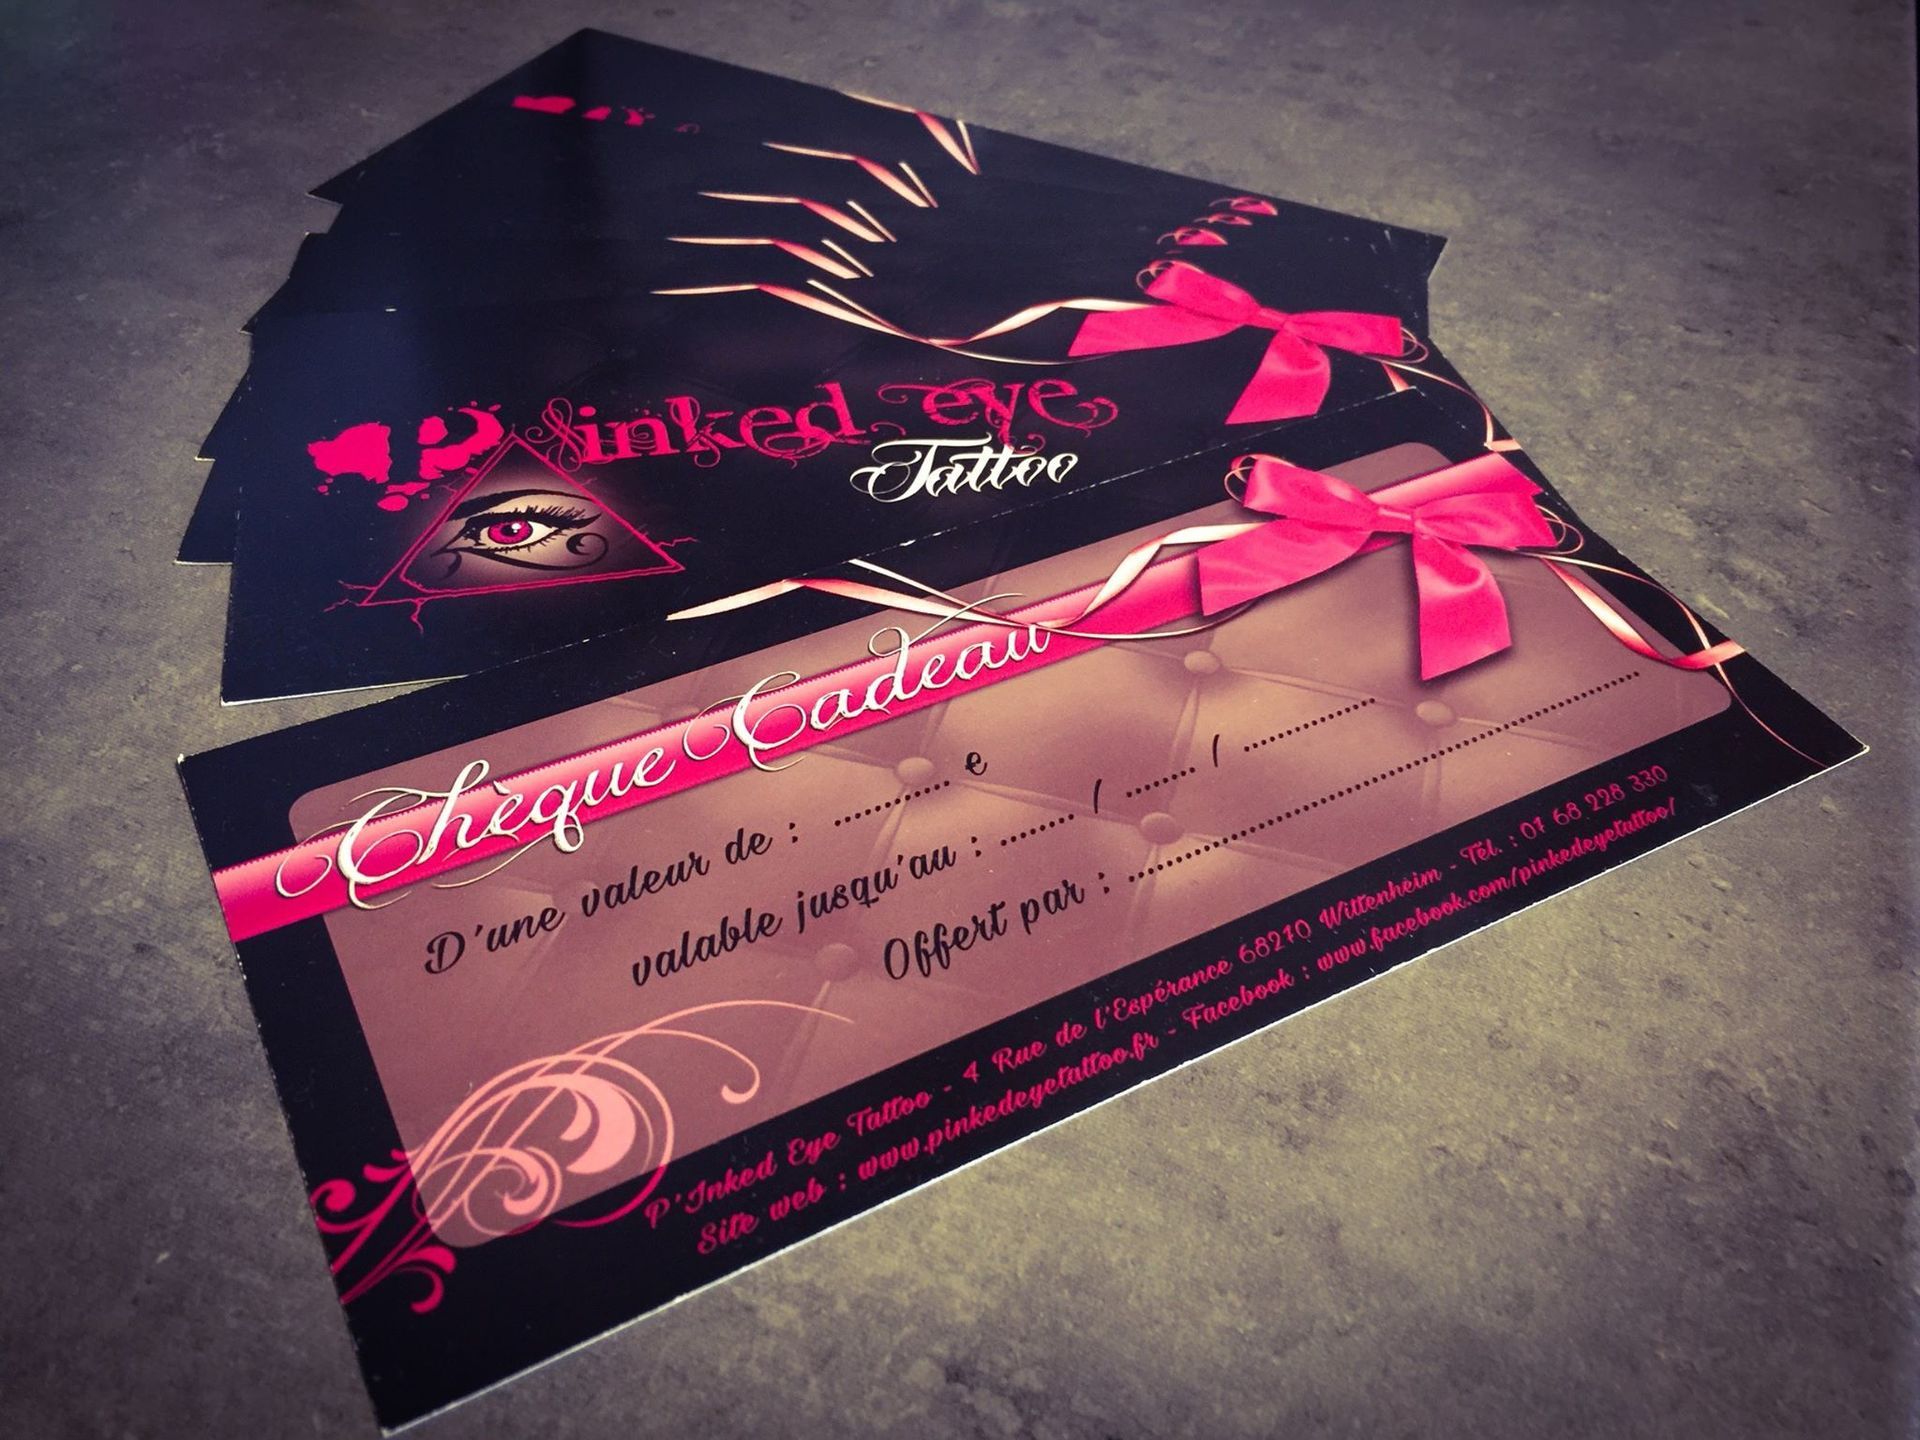 P'inked eye
Tattoo
Chèque Cadeau
D'une valeur de : .............. e
valable jusqu'au : ......... / ......... / ................
Offert par : ................................................................
P'Inked Eye Tattoo - 4 Rue de l'Espérance 68270 Wittenheim - Tél. : 07 68 228 330
Site web : www.pinkedeyetattoo.fr - Facebook : www.facebook.com/pinkedeyetattoo/